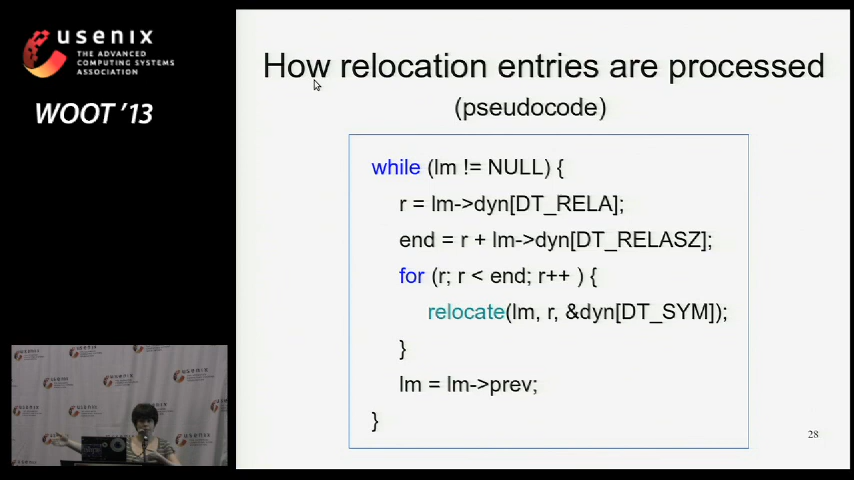 usenix
THE ADVANCED
COMPUTING SYSTEMS
ASSOCIATION
WOOT '13
How relocation entries are processed
(pseudocode)
while (lm != NULL) {
r = lm->dyn[DT_RELA];
end = r + lm->dyn[DT_RELASZ];
for (r; r < end; r++ ) {
relocate(lm, r, &dyn[DT_SYM]);
}
lm = lm->prev;
}
28